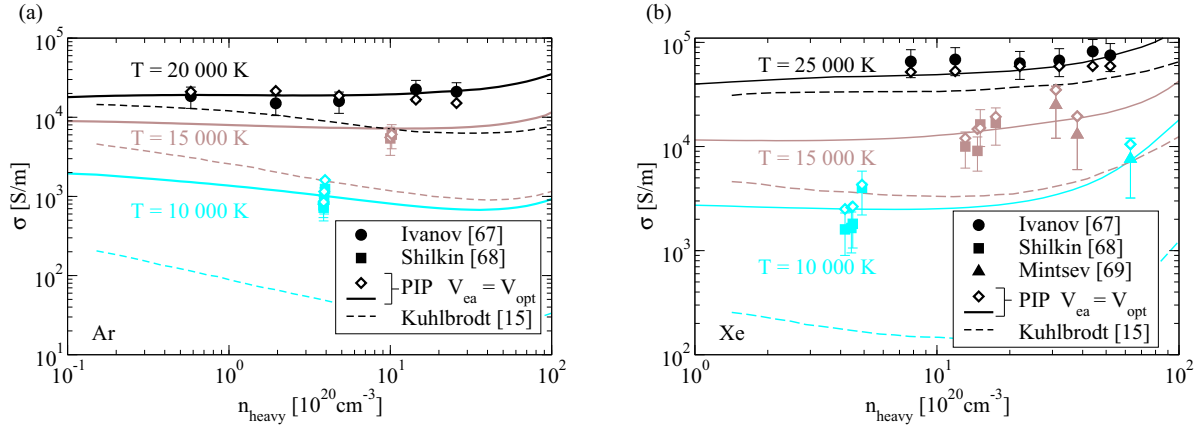 (a)
10^5
10^4
10^3
10^2
10^1
σ [S/m]
T = 20 000 K
T = 15 000 K
T = 10 000 K
Ivanov [67]
Shilkin [68]
PIP V_ea = V_opt
Kuhlbrodt [15]
Ar
10^-1
10^0
10^1
10^2
n_heavy [10^20 cm^-3]
(b)
10^5
10^4
10^3
10^2
σ [S/m]
T = 25 000 K
T = 15 000 K
T = 10 000 K
Ivanov [67]
Shilkin [68]
Mintsev [69]
PIP V_ea = V_opt
Kuhlbrodt [15]
Xe
10^0
10^1
10^2
n_heavy [10^20 cm^-3]